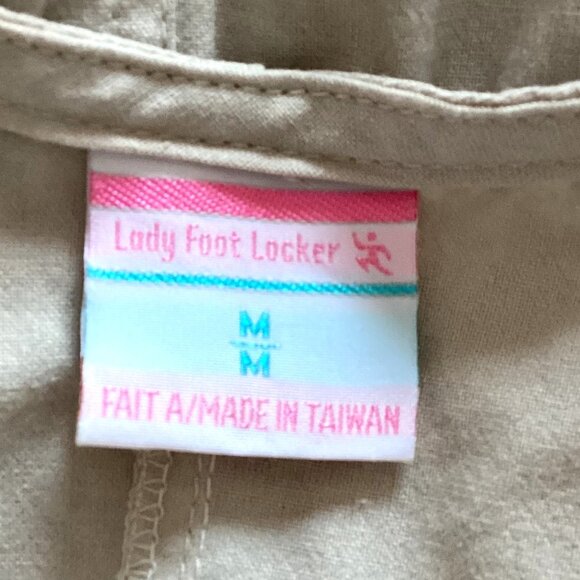 Lady Foot Locker
M
M
FAIT A/MADE IN TAIWAN